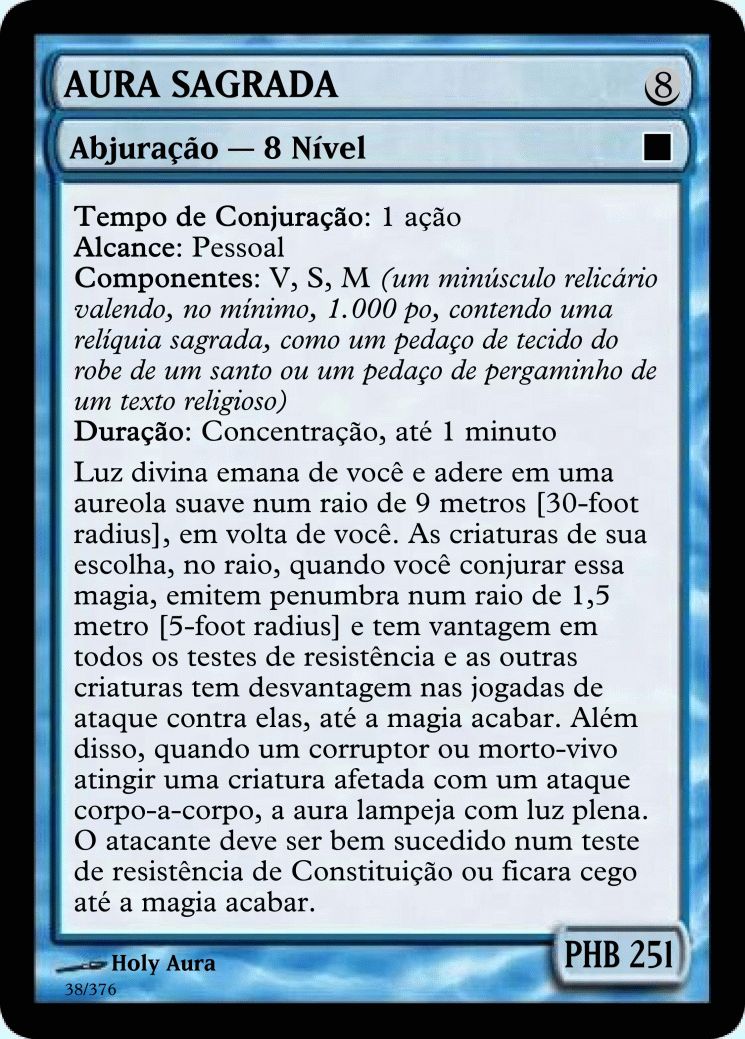 AURA SAGRADA
8
Abjuração — 8 Nível
Tempo de Conjuração: 1 ação
Alcance: Pessoal
Componentes: V, S, M (um minúsculo relicário
valendo, no mínimo, 1.000 po, contendo uma
relíquia sagrada, como um pedaço de tecido do
robe de um santo ou um pedaço de pergaminho de
um texto religioso)
Duração: Concentração, até 1 minuto
Luz divina emana de você e adere em uma
aureola suave num raio de 9 metros [30-foot
radius], em volta de você. As criaturas de sua
escolha, no raio, quando você conjurar essa
magia, emitem penumbra num raio de 1,5
metro [5-foot radius] e tem vantagem em
todos os testes de resistência e as outras
criaturas tem desvantagem nas jogadas de
ataque contra elas, até a magia acabar. Além
disso, quando um corruptor ou morto-vivo
atingir uma criatura afetada com um ataque
corpo-a-corpo, a aura lampeja com luz plena.
O atacante deve ser bem sucedido num teste
de resistência de Constituição ou ficara cego
até a magia acabar.
PHB 251
Holy Aura
38/376